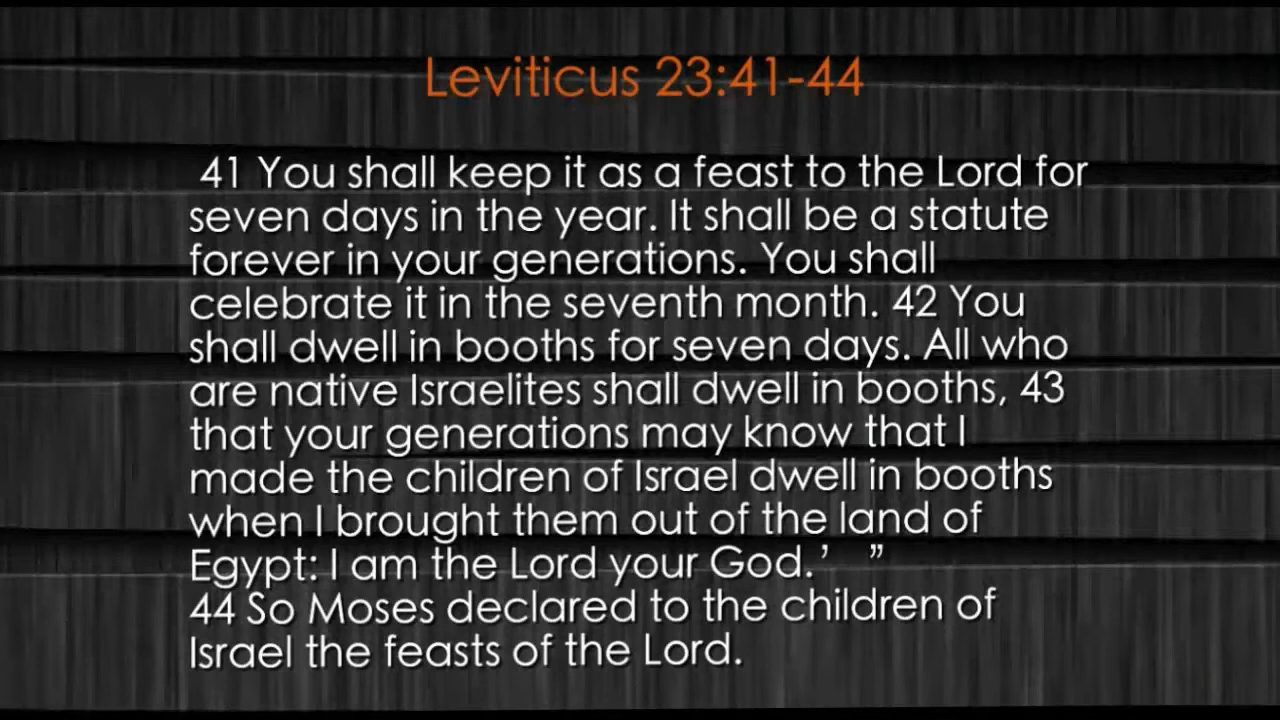 Leviticus 23:41-44
41 You shall keep it as a feast to the Lord for
seven days in the year. It shall be a statute
forever in your generations. You shall
celebrate it in the seventh month. 42 You
shall dwell in booths for seven days. All who
are native Israelites shall dwell in booths, 43
that your generations may know that I
made the children of Israel dwell in booths
when I brought them out of the land of
Egypt: I am the Lord your God.’ ”
44 So Moses declared to the children of
Israel the feasts of the Lord.